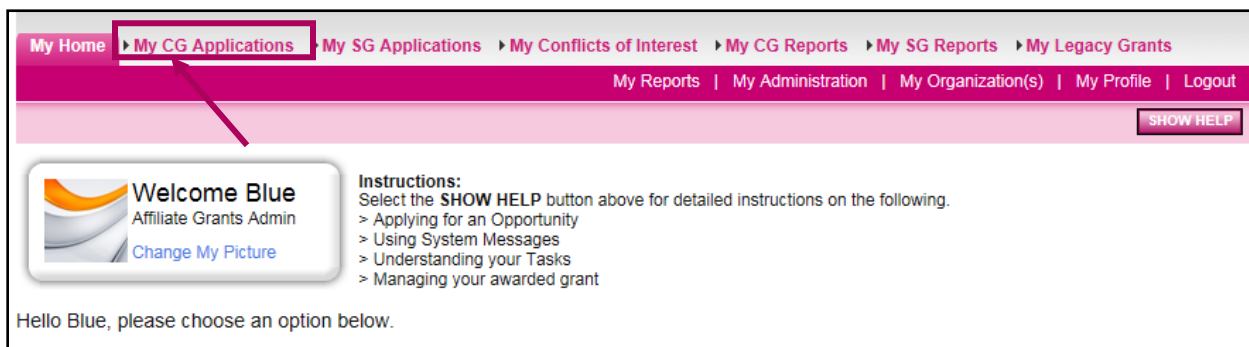 My Home My CG Applications My SG Applications My Conflicts of Interest My CG Reports My SG Reports My Legacy Grants
My Reports | My Administration | My Organization(s) | My Profile | Logout
SHOW HELP
Welcome Blue
Affiliate Grants Admin
Change My Picture
Instructions:
Select the SHOW HELP button above for detailed instructions on the following.
> Applying for an Opportunity
> Using System Messages
> Understanding your Tasks
> Managing your awarded grant
Hello Blue, please choose an option below.